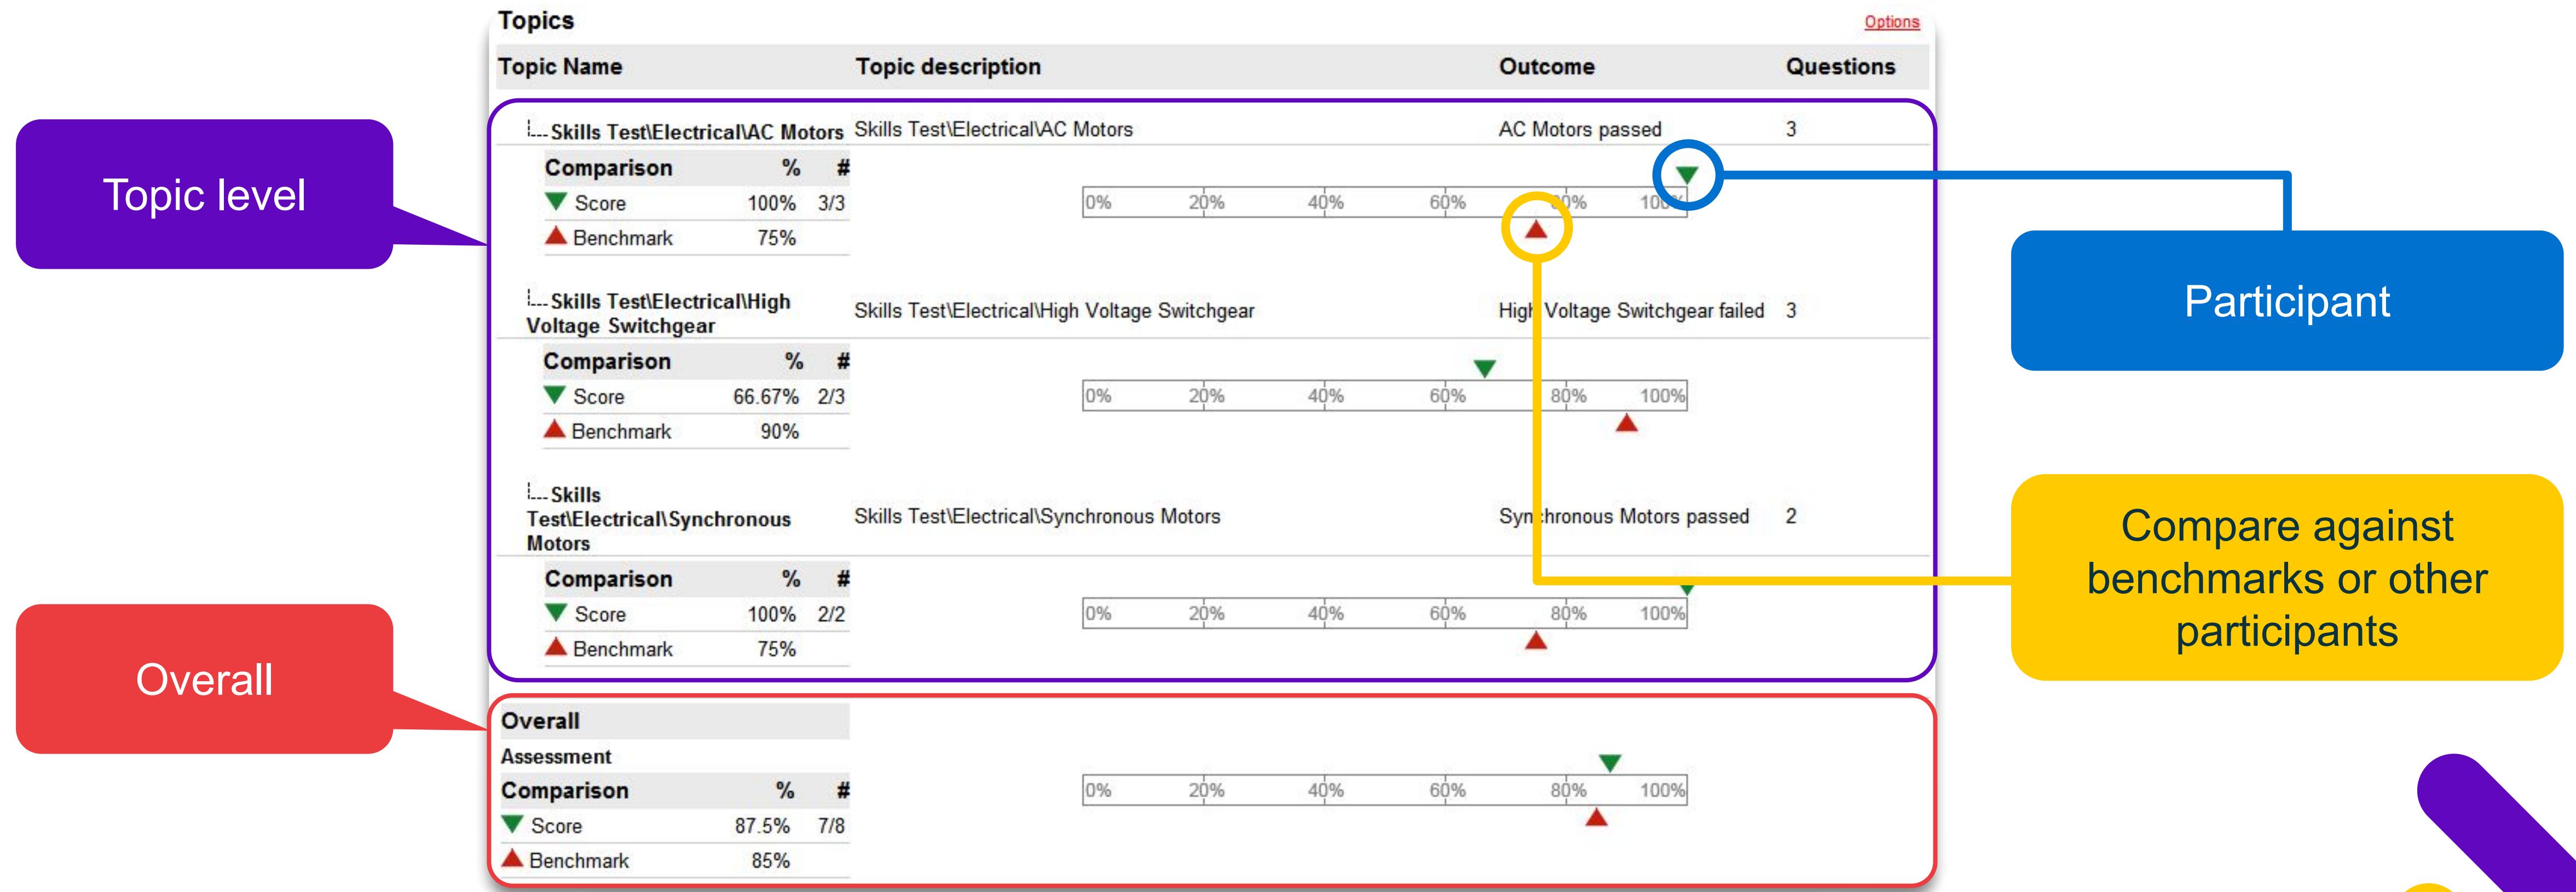 Topics
Options
Topic Name Topic description Outcome Questions
Skills Test\Electrical\AC Motors Skills Test\Electrical\AC Motors AC Motors passed 3
Comparison % #
Score 100% 3/3
Benchmark 75%
0% 20% 40% 60% 80% 100%
Skills Test\Electrical\High
Voltage Switchgear
Skills Test\Electrical\High Voltage Switchgear High Voltage Switchgear failed 3
Comparison % #
Score 66.67% 2/3
Benchmark 90%
0% 20% 40% 60% 80% 100%
Skills
Test\Electrical\Synchronous
Motors
Skills Test\Electrical\Synchronous Motors Synchronous Motors passed 2
Comparison % #
Score 100% 2/2
Benchmark 75%
0% 20% 40% 60% 80% 100%
Overall
Assessment
Comparison % #
Score 87.5% 7/8
Benchmark 85%
0% 20% 40% 60% 80% 100%
Topic level
Overall
Participant
Compare against
benchmarks or other
participants